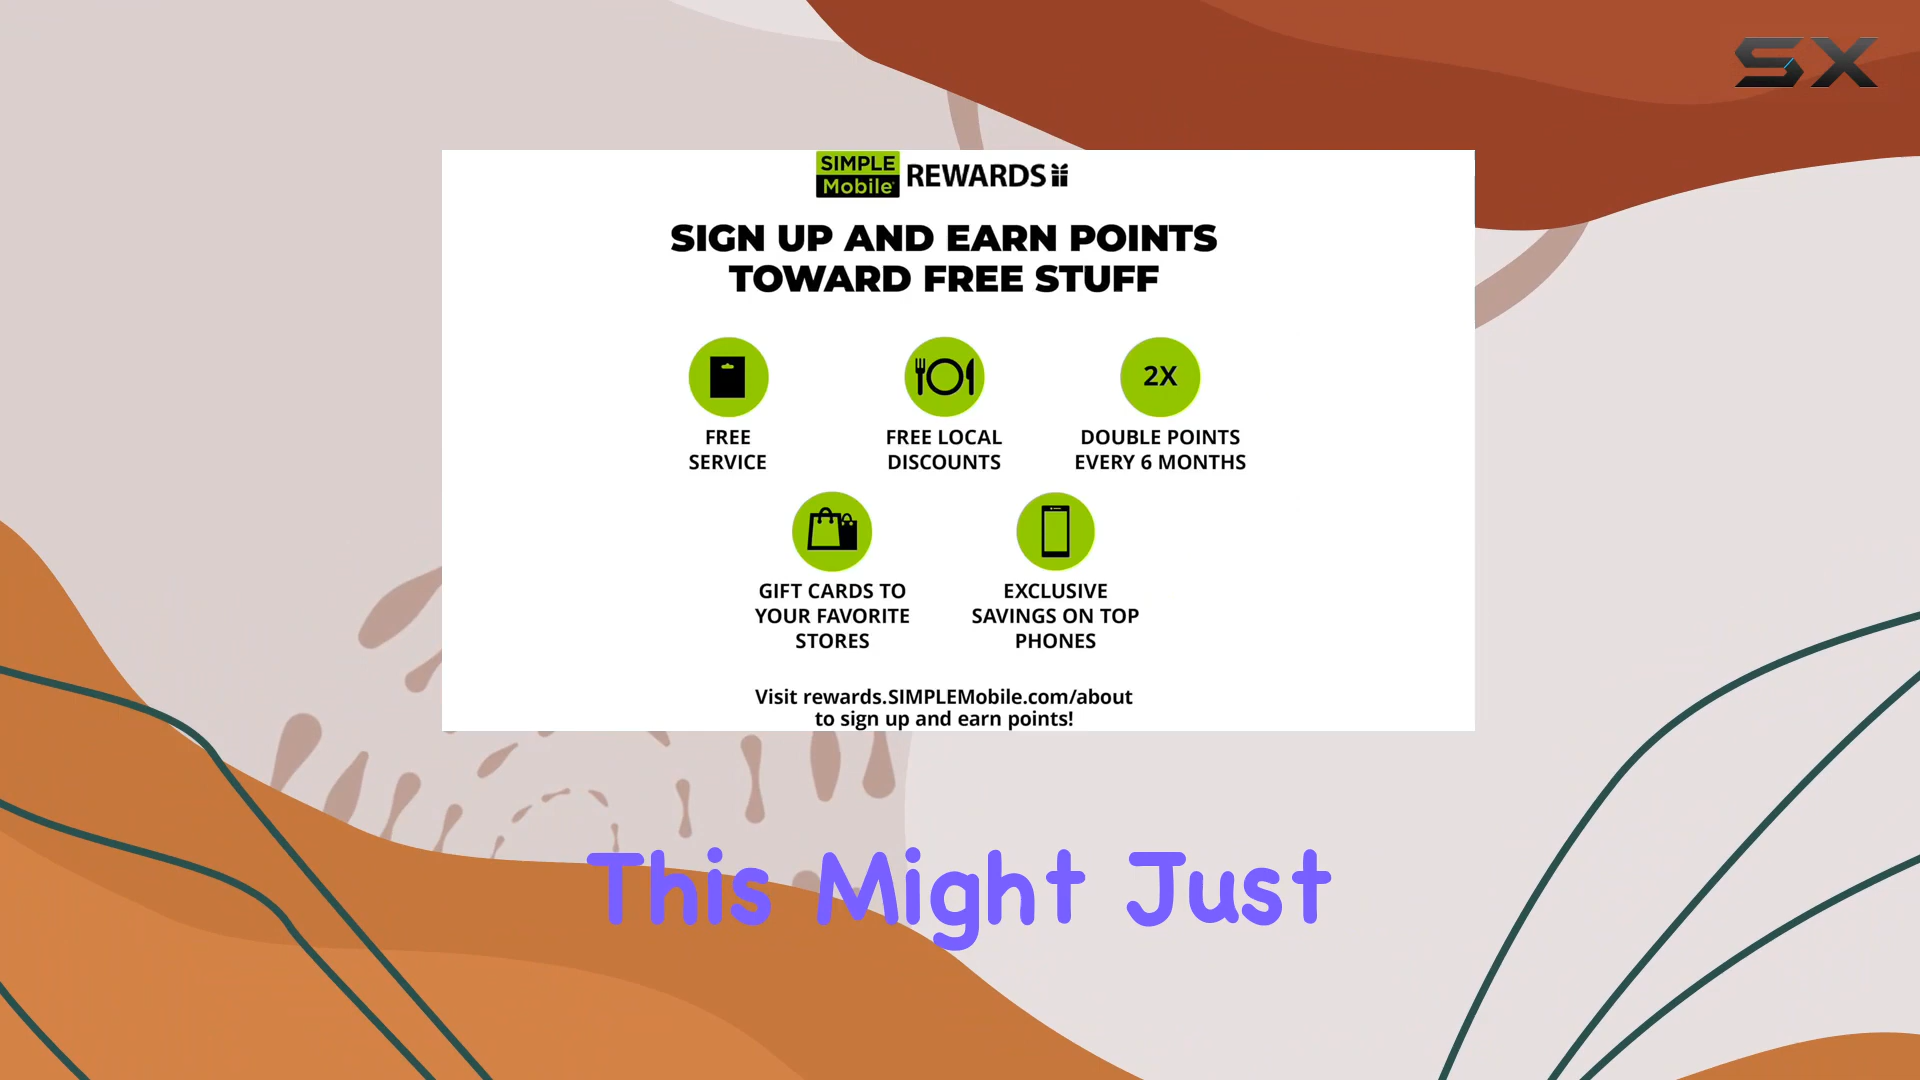 SX
SIMPLE
Mobile REWARDS
SIGN UP AND EARN POINTS
TOWARD FREE STUFF
FREE
SERVICE
FREE LOCAL
DISCOUNTS
2X
DOUBLE POINTS
EVERY 6 MONTHS
GIFT CARDS TO
YOUR FAVORITE
STORES
EXCLUSIVE
SAVINGS ON TOP
PHONES
Visit rewards.SIMPLEMobile.com/about
to sign up and earn points!
This Might Just